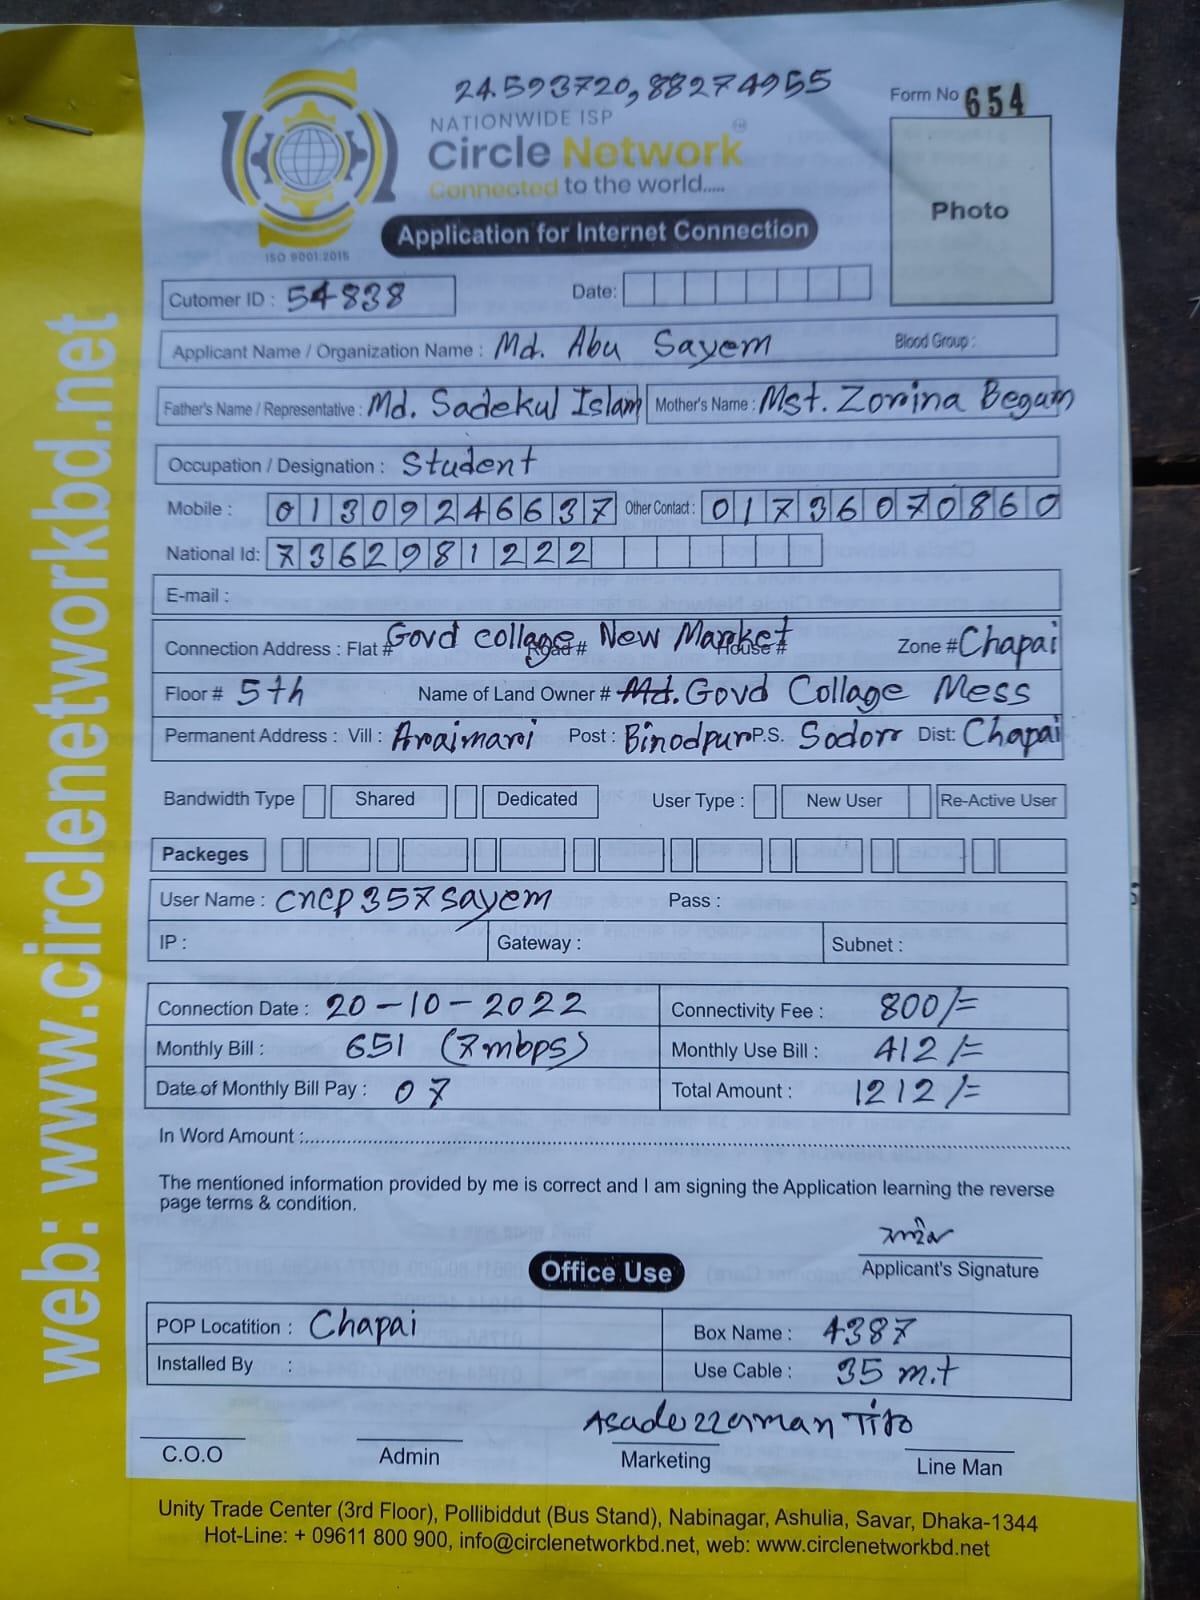 24.593720,88274955
Form No 654
NATIONWIDE ISP
Circle Network
Connected to the world.....
Photo
ISO 9001:2015
Application for Internet Connection
Cutomer ID : 54838 Date:
Applicant Name / Organization Name : Md. Abu Sayem Blood Group :
Father's Name / Representative : Md. Sadekul Islam Mother's Name : Mst. Zorina Begum
Occupation / Designation : Student
Mobile : 01309246637 Other Contact : 01736070860
National Id: 7362981222
E-mail :
Connection Address : Flat # Govd collage Road # New Market House # Zone # Chapai
Floor # 5th Name of Land Owner # Md. Govd Collage Mess
Permanent Address : Vill : Araimari Post : Binodpur P.S. Sodor Dist: Chapai
Bandwidth Type Shared Dedicated User Type : New User Re-Active User
Packeges
User Name : cncp357sayem Pass :
IP : Gateway : Subnet :
Connection Date : 20-10-2022 Connectivity Fee : 800/=
Monthly Bill : 651 (7mbps) Monthly Use Bill : 412/=
Date of Monthly Bill Pay : 07 Total Amount : 1212/=
In Word Amount :
The mentioned information provided by me is correct and I am signing the Application learning the reverse
page terms & condition.
Applicant's Signature
Office Use
POP Locatition : Chapai Box Name : 4387
Installed By : Use Cable : 35 m.t
Asaduzzaman Tito
C.O.O Admin Marketing Line Man
Unity Trade Center (3rd Floor), Pollibiddut (Bus Stand), Nabinagar, Ashulia, Savar, Dhaka-1344
Hot-Line: + 09611 800 900, info@circlenetworkbd.net, web: www.circlenetworkbd.net
web: www.circlenetworkbd.net